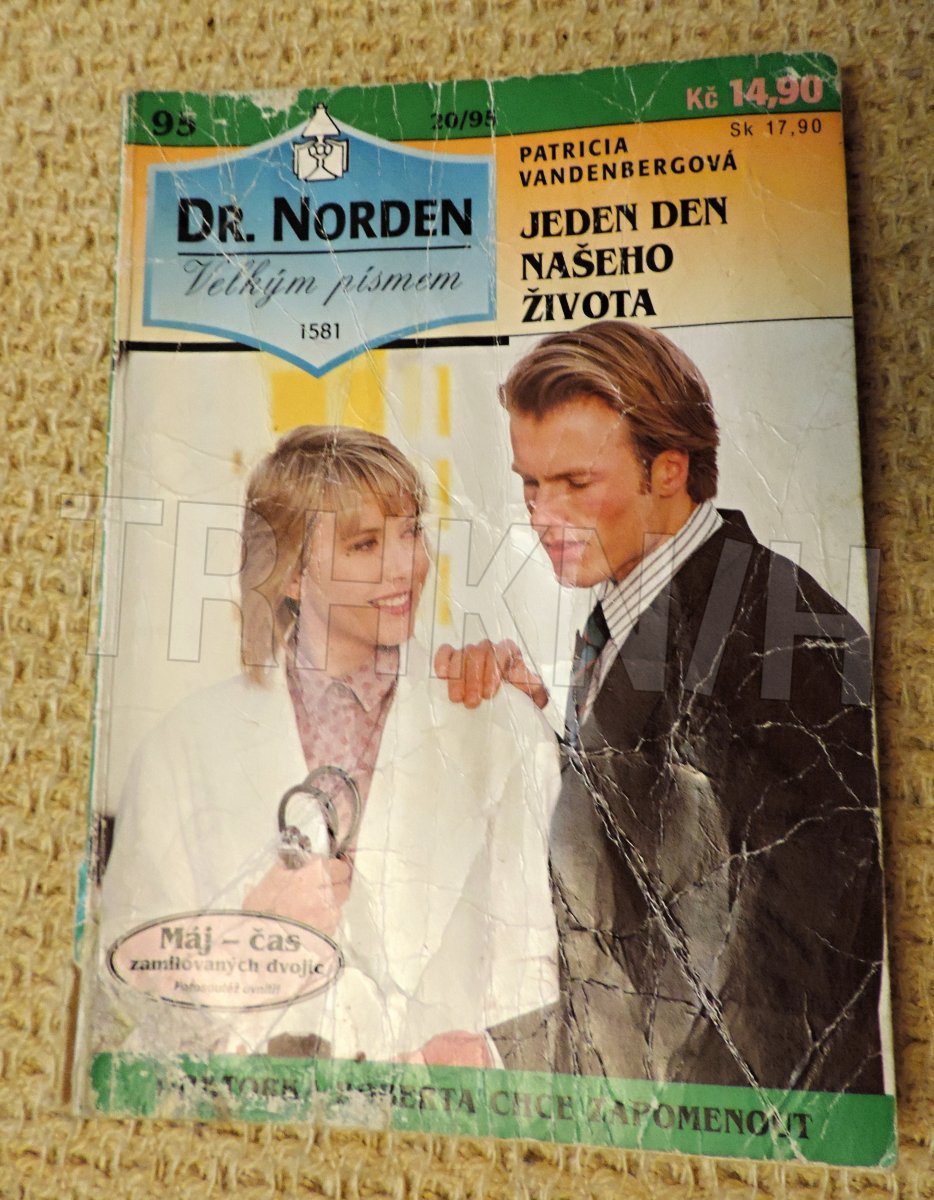 95
20/95
Kč 14,90
Sk 17,90
DR. NORDEN
Velkým písmem
1581
PATRICIA
VANDENBERGOVÁ
JEDEN DEN
NAŠEHO
ŽIVOTA
TRHKNIH
Máj – čas
zamilovaných dvojic
CHCE ZAPOMENOUT